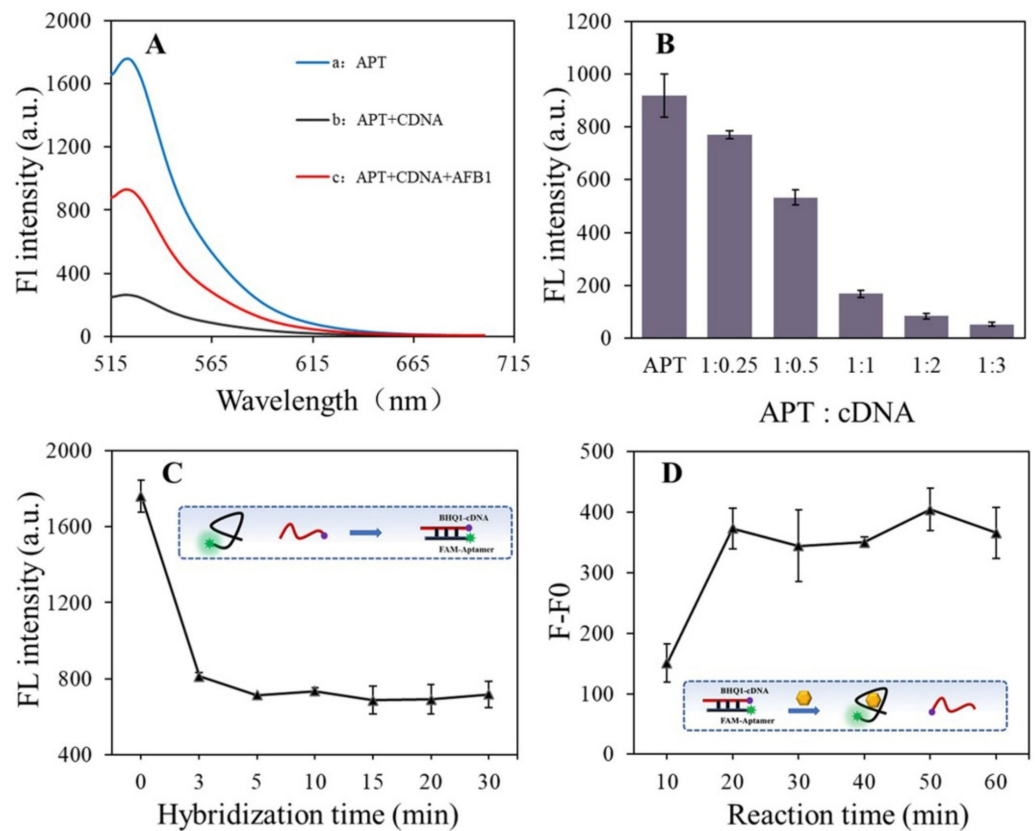 A
2000
1600
1200
800
400
0
Fl intensity (a.u.)
a: APT
b: APT+CDNA
c: APT+CDNA+AFB1
515 565 615 665 715
Wavelength (nm)
B
1200
1000
800
600
400
200
0
FL intensity (a.u.)
APT 1:0.25 1:0.5 1:1 1:2 1:3
APT : cDNA
C
2000
1600
1200
800
400
FL intensity (a.u.)
BHQ1-cDNA
FAM-Aptamer
0 3 5 10 15 20 30
Hybridization time (min)
D
500
400
300
200
100
0
F-F0
BHQ1-cDNA
FAM-Aptamer
10 20 30 40 50 60
Reaction time (min)